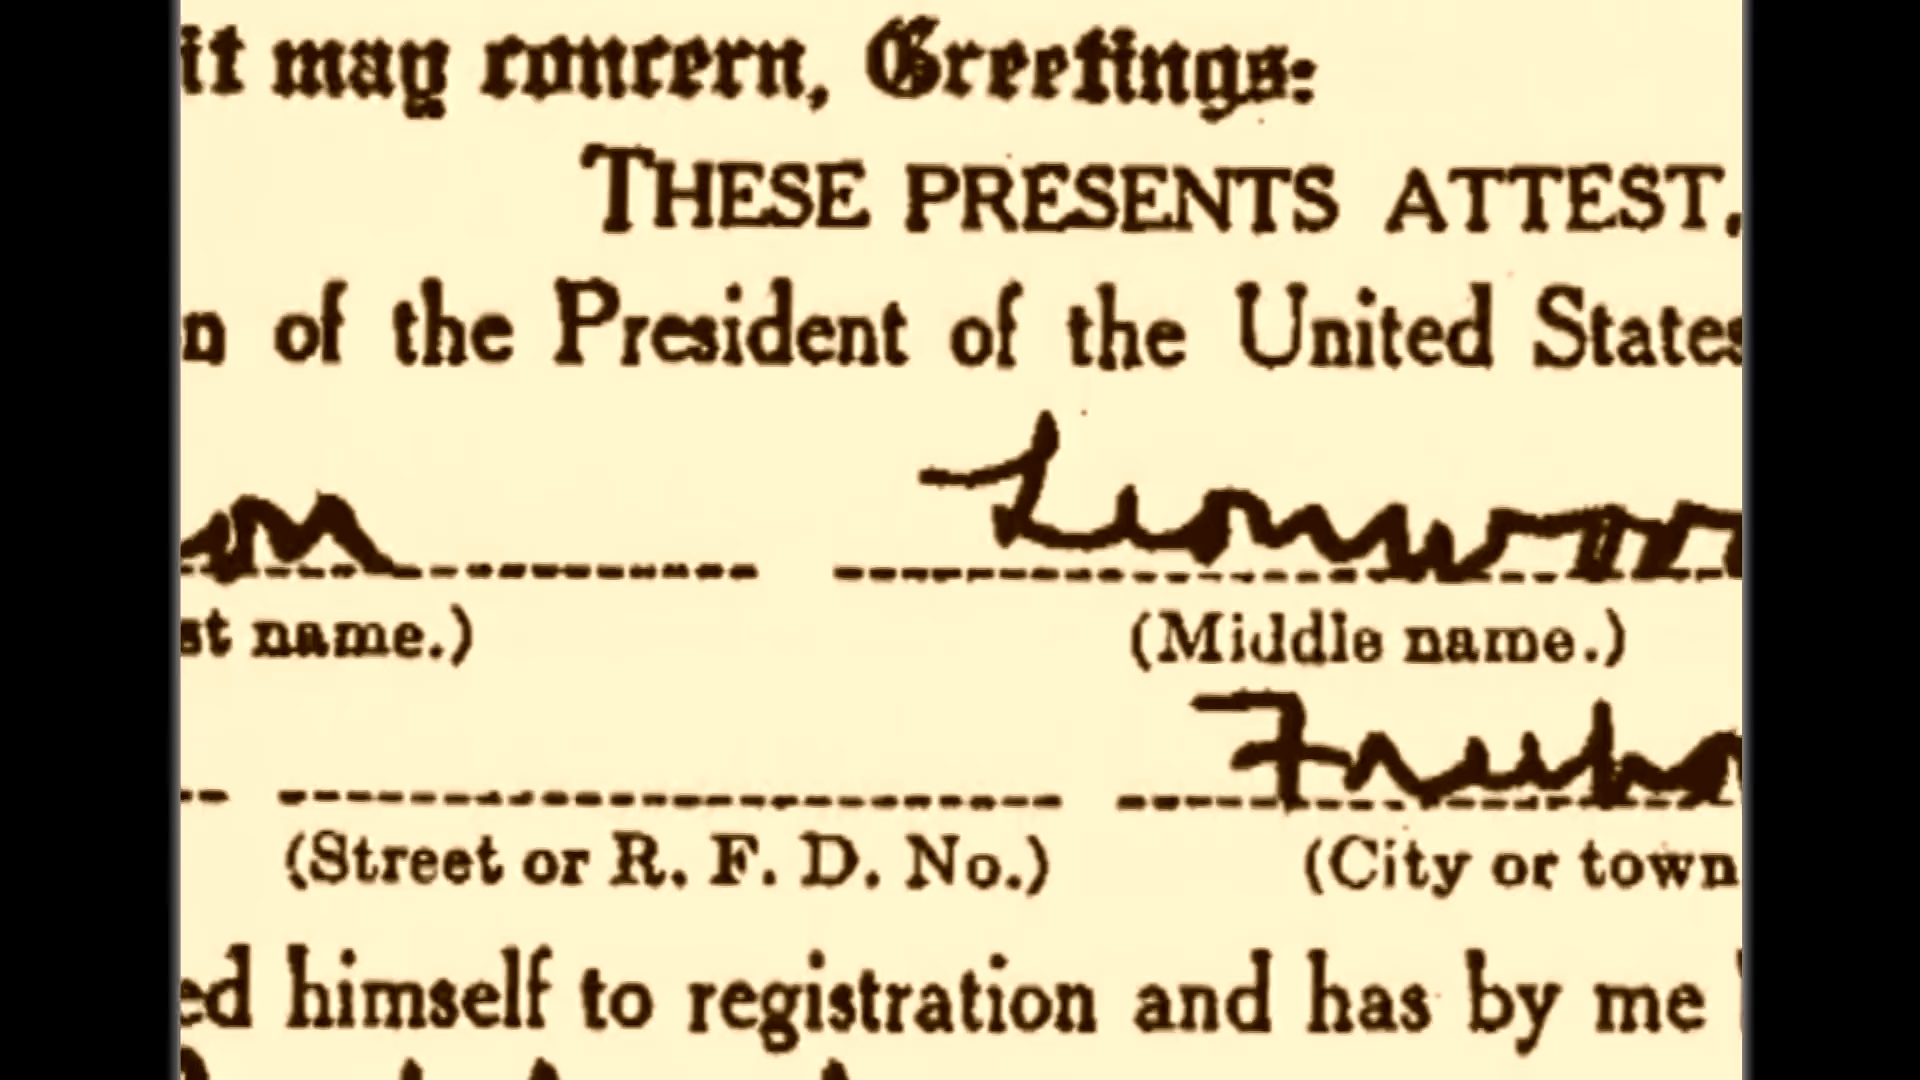 it may concern, Greetings:
THESE PRESENTS ATTEST,
n of the President of the United States
st name.)
(Middle name.)
(Street or R. F. D. No.)
(City or town
ed himself to registration and has by me